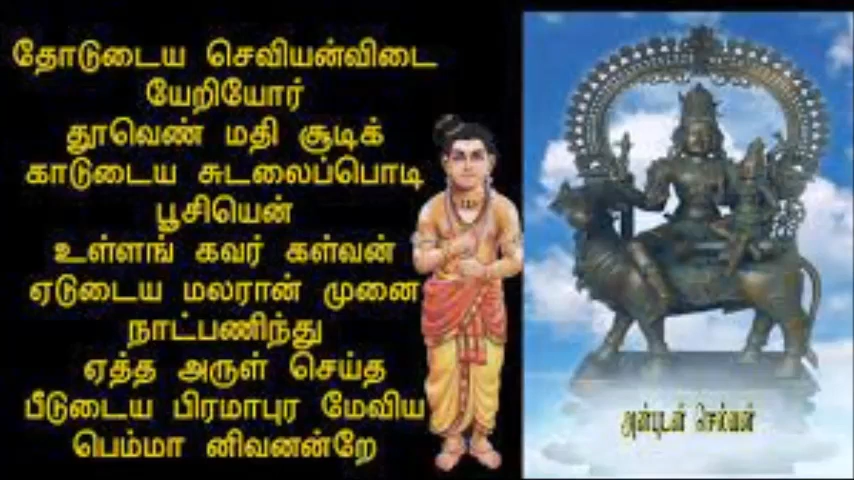 தோடுடைய செவியன்விடை
யேறியோர்
தூவெண் மதி சூடிக்
காடுடைய சுடலைப்பொடி
பூசியென்
உள்ளங் கவர் கள்வன்
ஏடுடைய மலரான் முனை
நாட்பணிந்து
ஏத்த அருள் செய்த
பீடுடைய பிரமாபுர மேவிய
பெம்மா னிவனன்றே
அன்புடன் செல்வன்